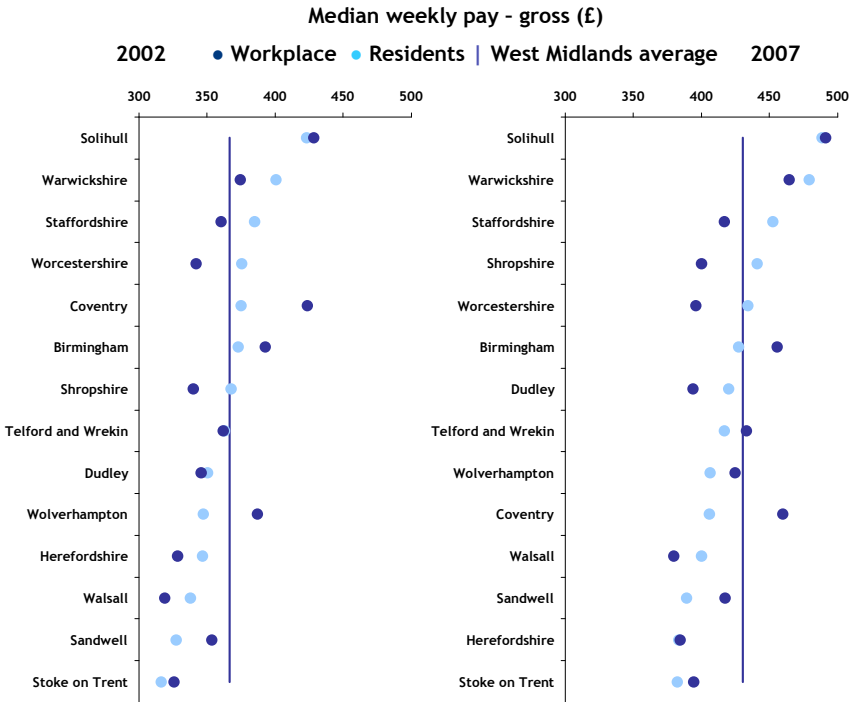 Median weekly pay - gross (£)
2002 Workplace Residents West Midlands average 2007
300 350 400 450 500
Solihull
Warwickshire
Staffordshire
Worcestershire
Coventry
Birmingham
Shropshire
Telford and Wrekin
Dudley
Wolverhampton
Herefordshire
Walsall
Sandwell
Stoke on Trent
300 350 400 450 500
Solihull
Warwickshire
Staffordshire
Shropshire
Worcestershire
Birmingham
Dudley
Telford and Wrekin
Wolverhampton
Coventry
Walsall
Sandwell
Herefordshire
Stoke on Trent